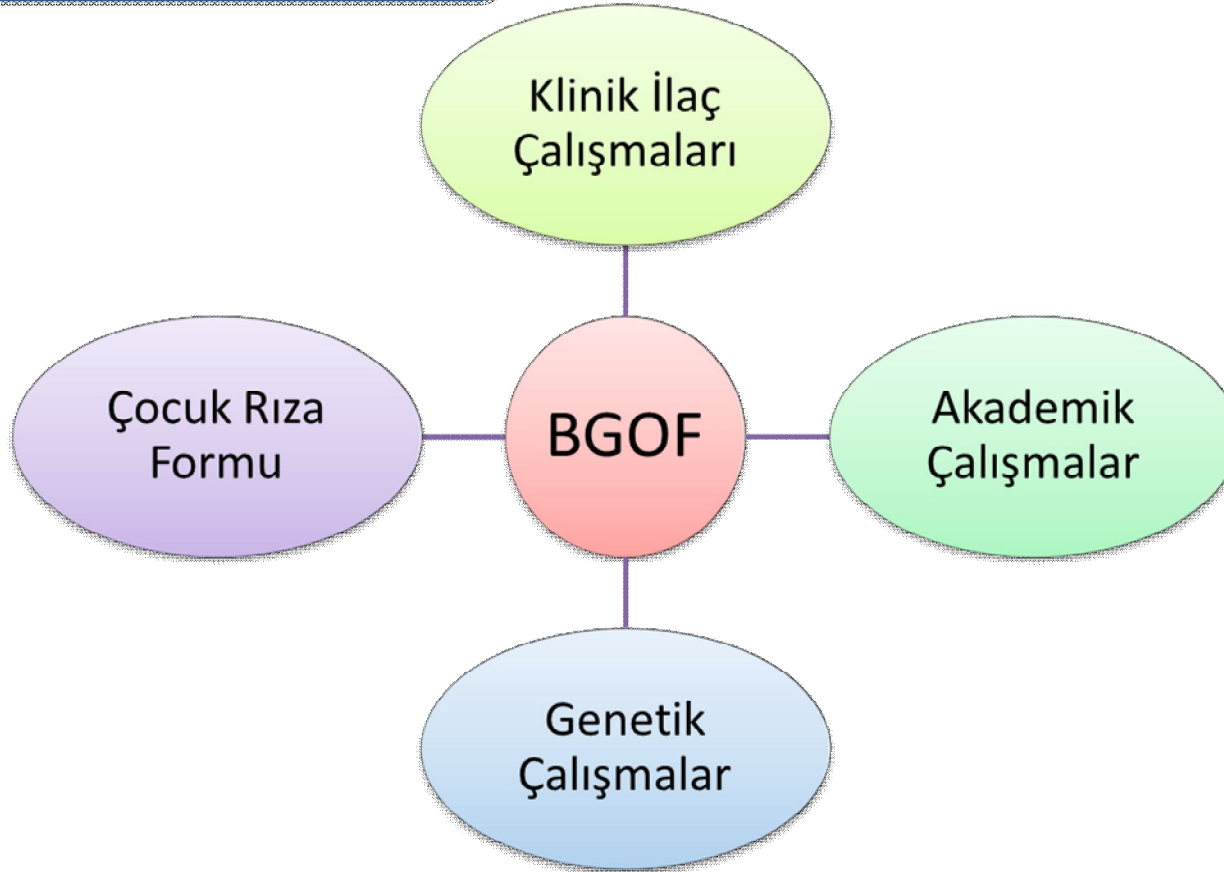 Klinik İlaç
Çalışmaları
Çocuk Rıza
Formu
BGOF
Akademik
Çalışmalar
Genetik
Çalışmalar